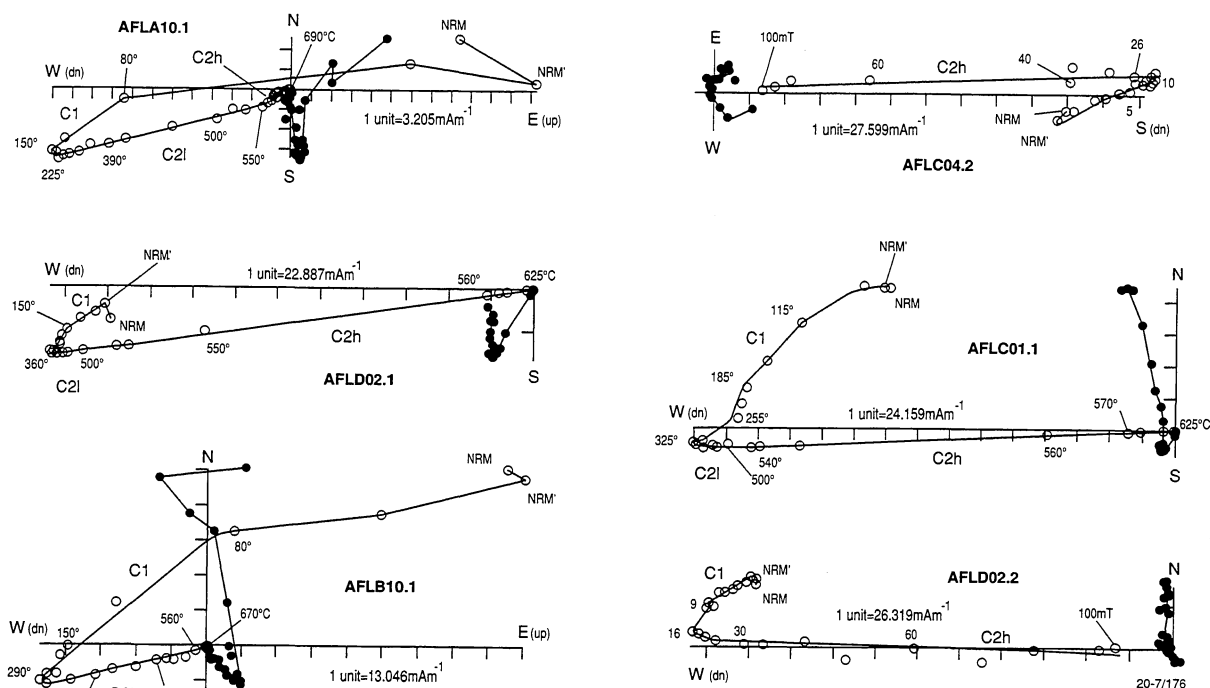 AFLA10.1
N
690°C
NRM
80°
C2h
W (dn)
NRM'
C1
1 unit=3.205mAm-1
E (up)
500°
150°
390°
C2l
550°
225°
S
E
100mT
26
60
C2h
40
10
5
NRM
NRM'
1 unit=27.599mAm-1
S (dn)
W
AFLC04.2
NRM'
W (dn)
1 unit=22.887mAm-1
560°
625°C
C1
150°
NRM
C2h
360°
500°
550°
C2l
AFLD02.1
S
NRM'
N
NRM
115°
C1
AFLC01.1
185°
W (dn)
255°
1 unit=24.159mAm-1
570°
625°C
325°
540°
C2h
560°
C2l
500°
S
N
NRM
NRM'
80°
C1
AFLB10.1
670°C
560°
W (dn)
150°
E (up)
290°
1 unit=13.046mAm-1
C1
NRM'
AFLD02.2
N
NRM
9
1 unit=26.319mAm-1
100mT
16
30
60
C2h
W (dn)
20-7/176